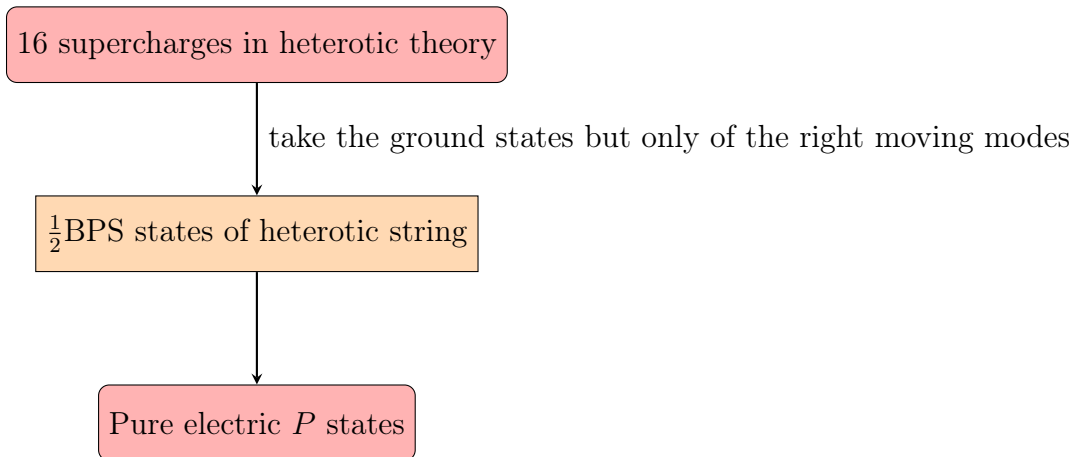 16 supercharges in heterotic theory
take the ground states but only of the right moving modes
½BPS states of heterotic string
Pure electric P states